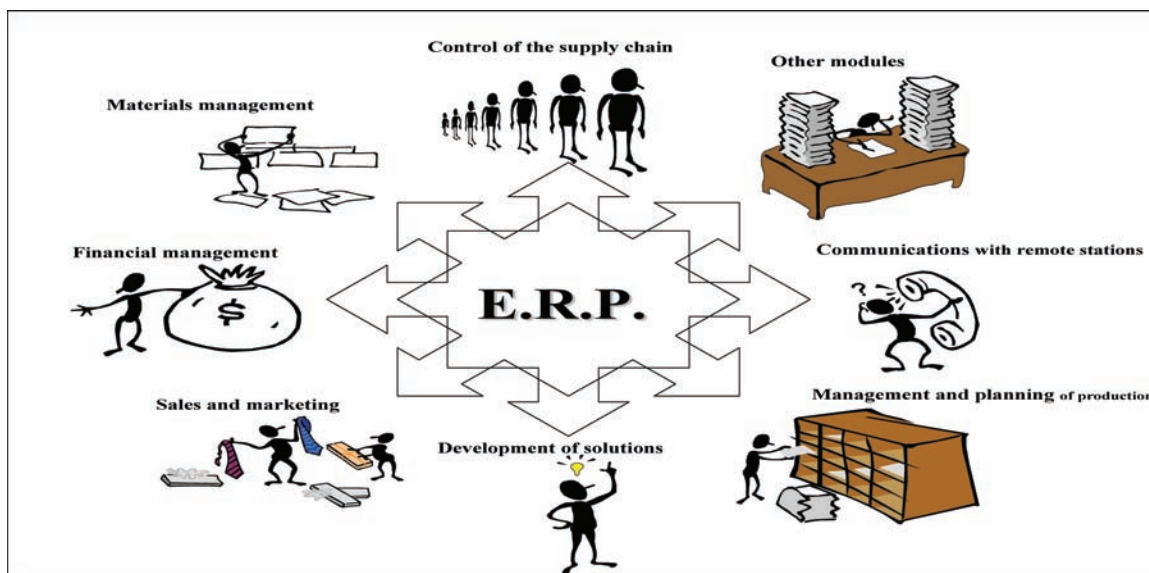 Control of the supply chain
Other modules
Materials management
Financial management
$
E.R.P.
Communications with remote stations
?
Sales and marketing
Development of solutions
Management and planning of production